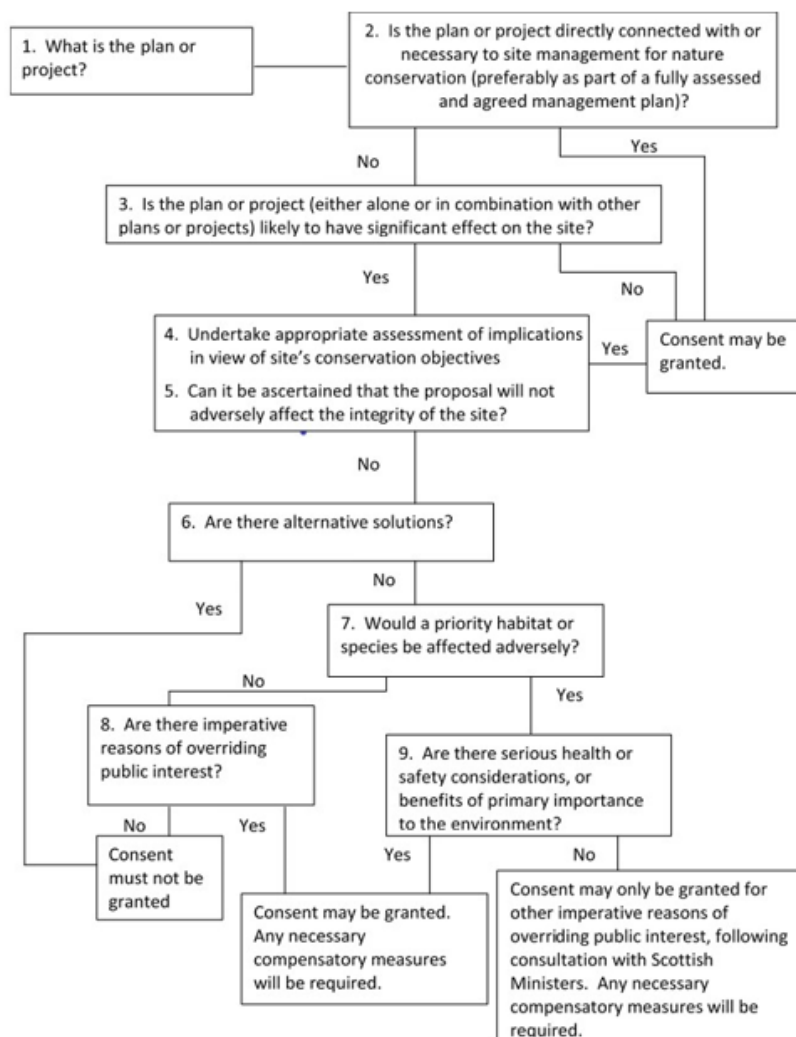 1. What is the plan or
project?
2. Is the plan or project directly connected with or
necessary to site management for nature
conservation (preferably as part of a fully assessed
and agreed management plan)?
No
Yes
3. Is the plan or project (either alone or in combination with other
plans or projects) likely to have significant effect on the site?
Yes
No
4. Undertake appropriate assessment of implications
in view of site's conservation objectives
5. Can it be ascertained that the proposal will not
adversely affect the integrity of the site?
Yes
Consent may be
granted.
No
6. Are there alternative solutions?
Yes
No
7. Would a priority habitat or
species be affected adversely?
No
Yes
8. Are there imperative
reasons of overriding
public interest?
9. Are there serious health or
safety considerations, or
benefits of primary importance
to the environment?
No
Yes
Yes
No
Consent
must not be
granted
Consent may be granted.
Any necessary
compensatory measures
will be required.
Consent may only be granted for
other imperative reasons of
overriding public interest, following
consultation with Scottish
Ministers. Any necessary
compensatory measures will be
required.